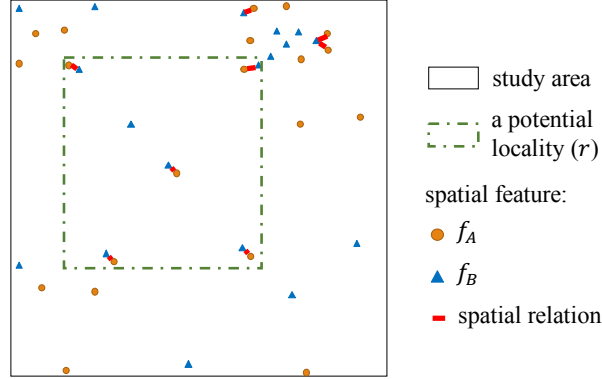 study area
a potential
locality (r)
spatial feature:
f_A
f_B
spatial relation